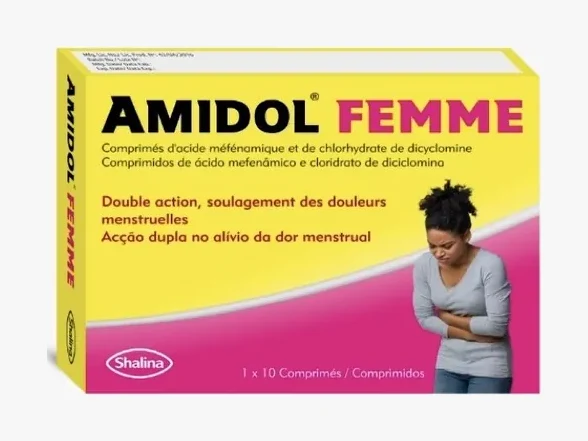 AMIDOL® FEMME
Comprimés d'acide méfénamique et de chlorhydrate de dicyclomine
Comprimidos de ácido mefenâmico e cloridrato de diciclomina
Double action, soulagement des douleurs
menstruelles
Acção dupla no alívio da dor menstrual
Shalina
1 x 10 Comprimés / Comprimidos
AMIDOL® FEMME
Shalina